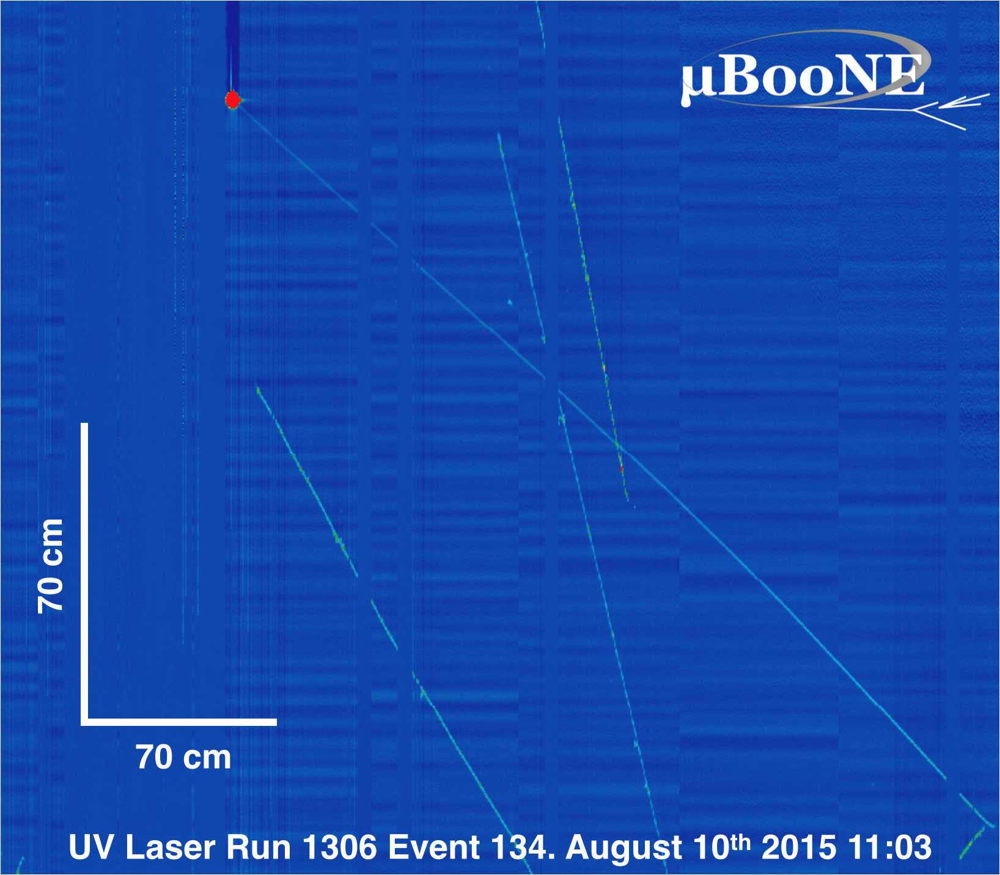 µBooNE
70 cm
70 cm
UV Laser Run 1306 Event 134. August 10th 2015 11:03